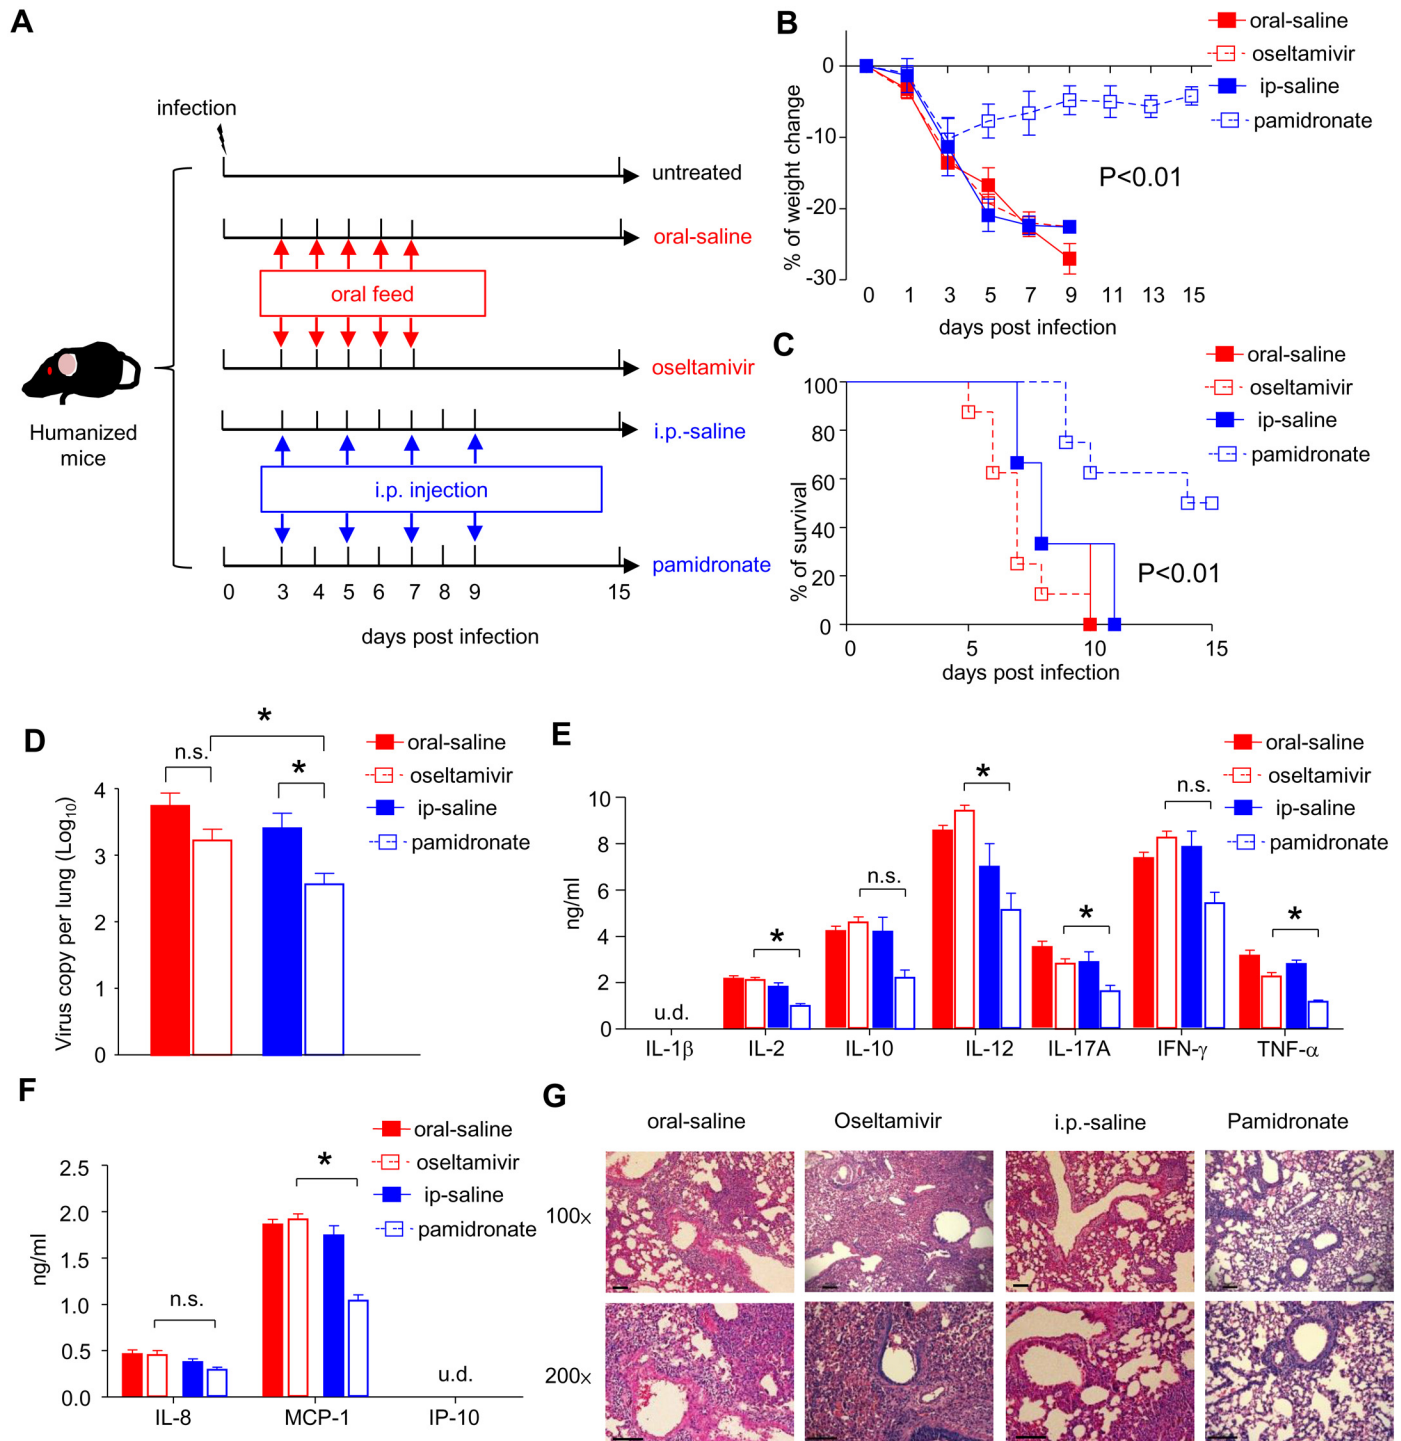 A
infection
untreated
oral-saline
oral feed
oseltamivir
i.p.-saline
i.p. injection
pamidronate
Humanized
mice
0 3 4 5 6 7 8 9 15
days post infection
B
oral-saline
oseltamivir
ip-saline
pamidronate
% of weight change
0
-10
-20
-30
P<0.01
0 1 3 5 7 9 11 13 15
days post infection
C
oral-saline
oseltamivir
ip-saline
pamidronate
% of survival
100
80
60
40
20
0
P<0.01
0 5 10 15
days post infection
D
n.s.
*
*
oral-saline
oseltamivir
ip-saline
pamidronate
Virus copy per lung (Log10)
4
3
2
1
0
E
oral-saline
oseltamivir
ip-saline
pamidronate
ng/ml
10
8
6
4
2
0
u.d.
*
n.s.
*
*
n.s.
*
IL-1β IL-2 IL-10 IL-12 IL-17A IFN-γ TNF-α
F
oral-saline
oseltamivir
ip-saline
pamidronate
ng/ml
2.5
2.0
1.5
1.0
0.5
0.0
n.s.
*
u.d.
IL-8 MCP-1 IP-10
G
oral-saline Oseltamivir i.p.-saline Pamidronate
100x
200x